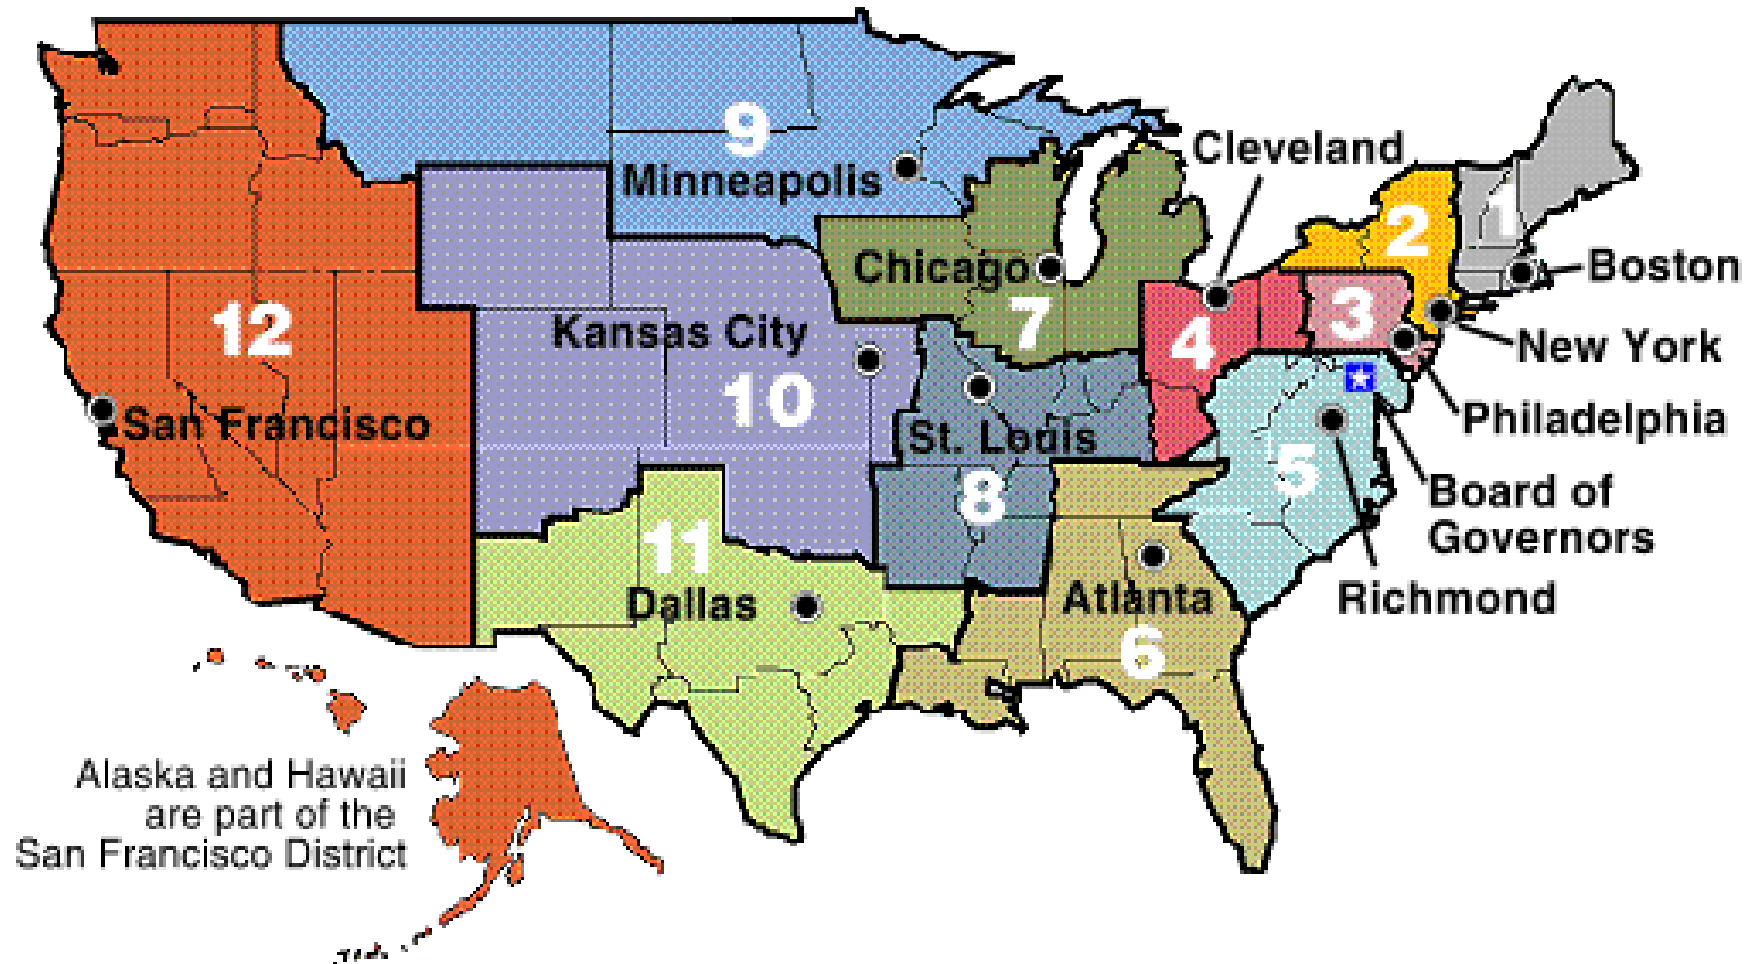 9
Minneapolis
Cleveland
1
2
Boston
Chicago
7
12
Kansas City
4
3
New York
10
San Francisco
St. Louis
Philadelphia
5
8
Board of
Governors
11
Dallas
Atlanta
Richmond
6
Alaska and Hawaii
are part of the
San Francisco District